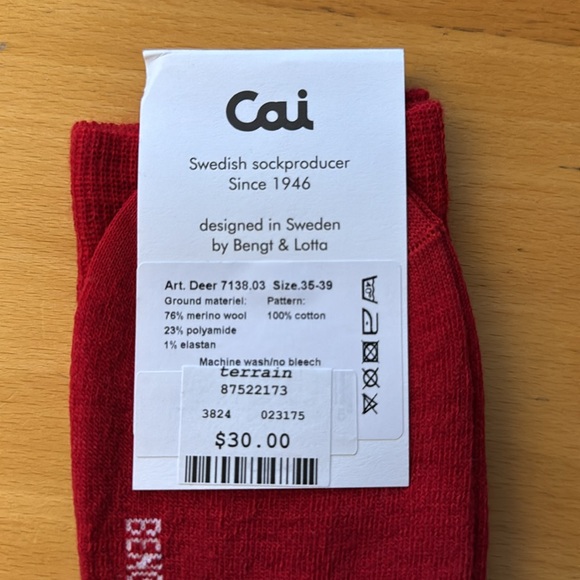 Cai
Swedish sockproducer
Since 1946
designed in Sweden
by Bengt & Lotta
Art. Deer 7138.03 Size.35-39
Ground materiel: Pattern:
76% merino wool 100% cotton
23% polyamide
1% elastan
Machine wash/no bleech
terrain
87522173
3824 023175
$30.00
BENG